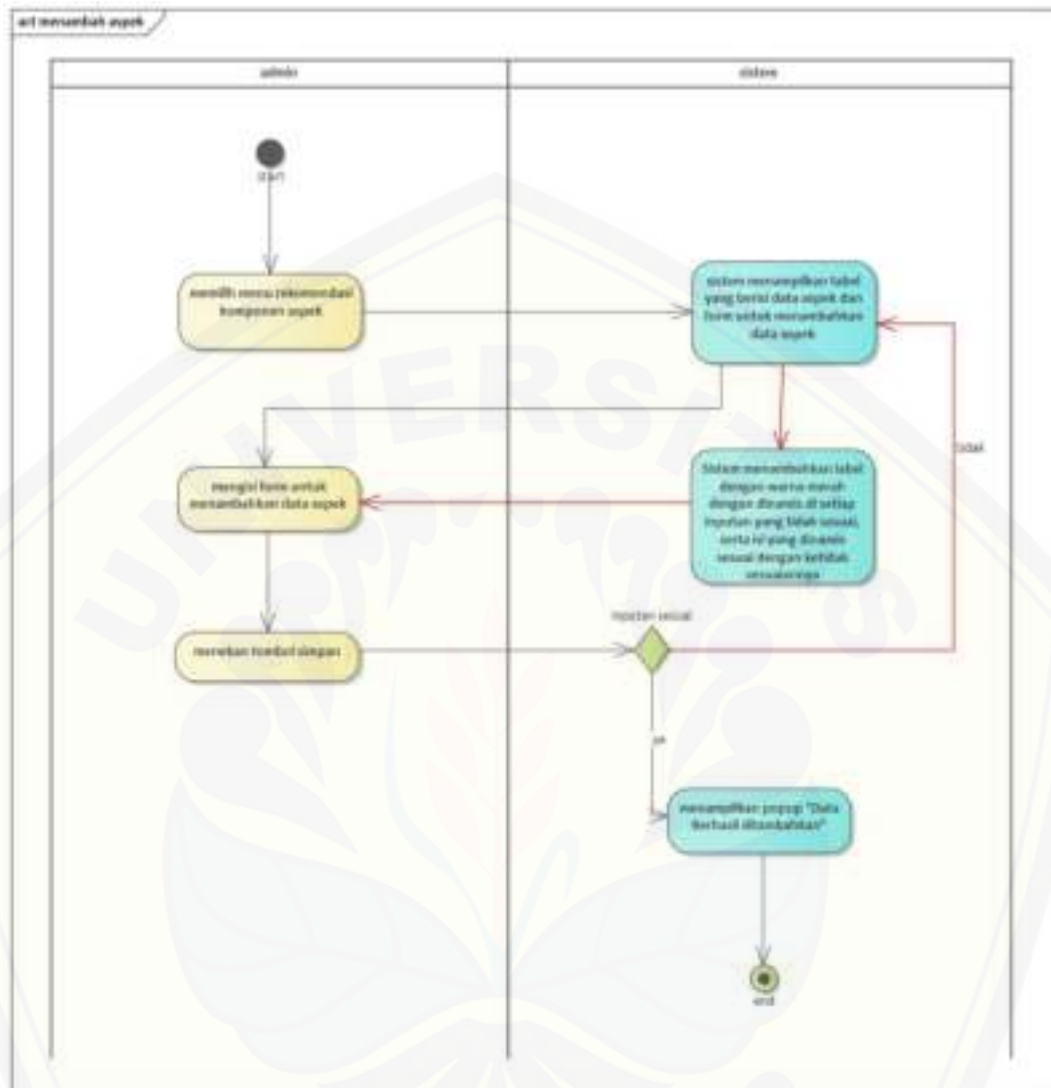 act menambah aspek
admin
sistem
start
memilih menu rekomendasi
komponen aspek
sistem menampilkan tabel
yang berisi data aspek dan
form untuk menambahkan
data aspek
tidak
mengisi form untuk
menambahkan data aspek
Sistem menambahkan label
dengan warna merah
dengan dinamis di setiap
inputan yang tidak sesuai,
serta isi yang dinamis
sesuai dengan ketidak
sesuaiannya
inputan sesuai
menekan tombol simpan
ya
menampilkan popup "Data
Berhasil ditambahkan"
end
UNIVERSITAS